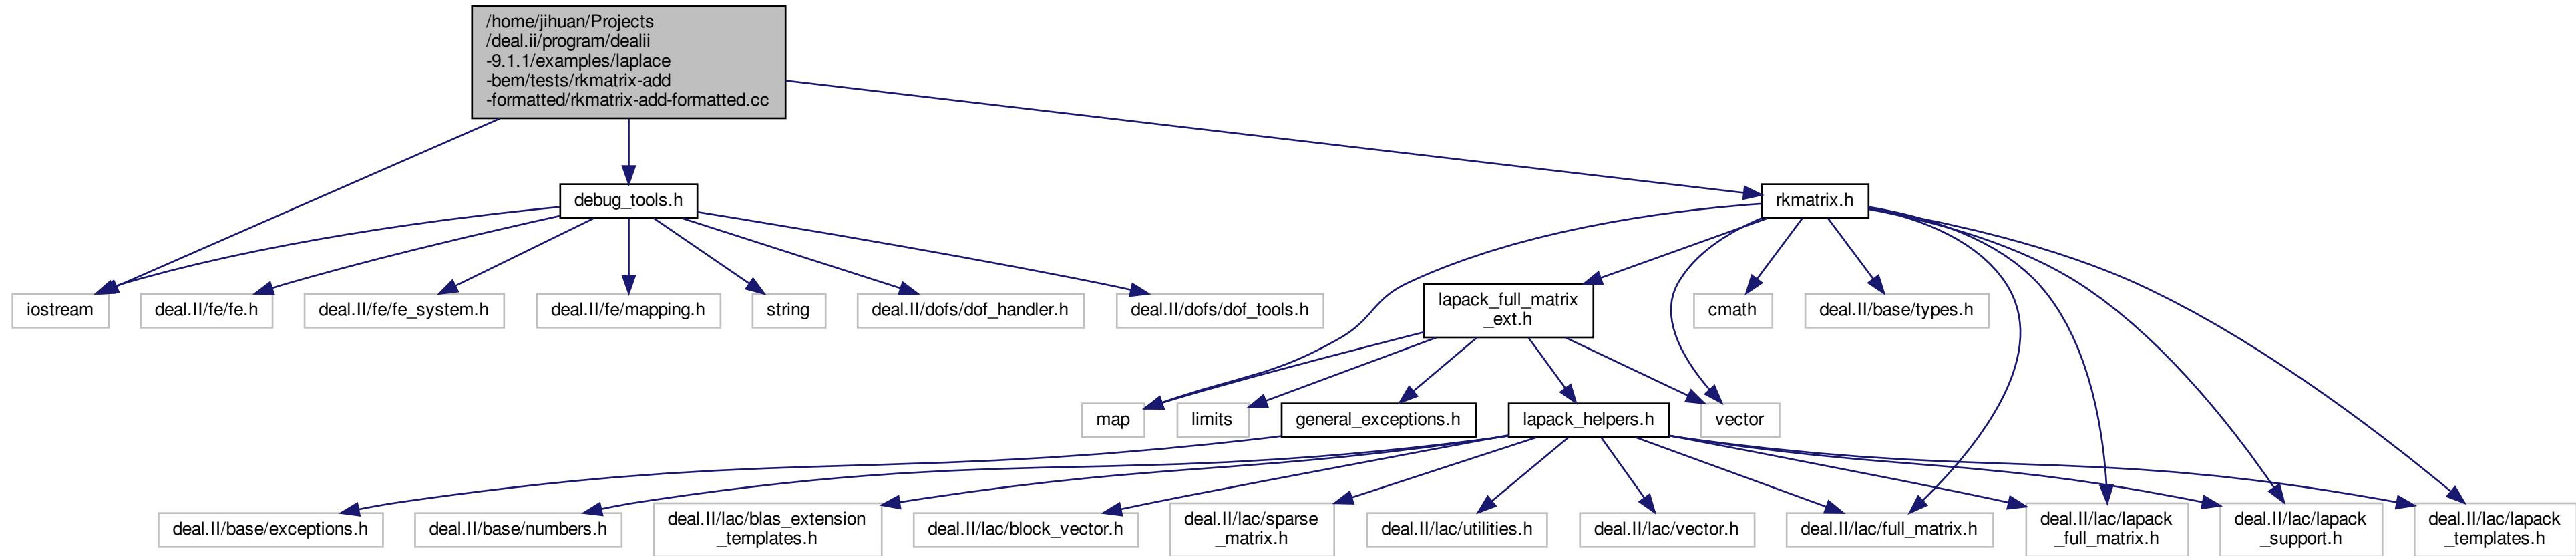 /home/jihuan/Projects
/deal.ii/program/dealii
-9.1.1/examples/laplace
-bem/tests/rkmatrix-add
-formatted/rkmatrix-add-formatted.cc
debug_tools.h
rkmatrix.h
iostream
deal.II/fe/fe.h
deal.II/fe/fe_system.h
deal.II/fe/mapping.h
string
deal.II/dofs/dof_handler.h
deal.II/dofs/dof_tools.h
lapack_full_matrix
_ext.h
cmath
deal.II/base/types.h
map
limits
general_exceptions.h
lapack_helpers.h
vector
deal.II/base/exceptions.h
deal.II/base/numbers.h
deal.II/lac/blas_extension
_templates.h
deal.II/lac/block_vector.h
deal.II/lac/sparse
_matrix.h
deal.II/lac/utilities.h
deal.II/lac/vector.h
deal.II/lac/full_matrix.h
deal.II/lac/lapack
_full_matrix.h
deal.II/lac/lapack
_support.h
deal.II/lac/lapack
_templates.h